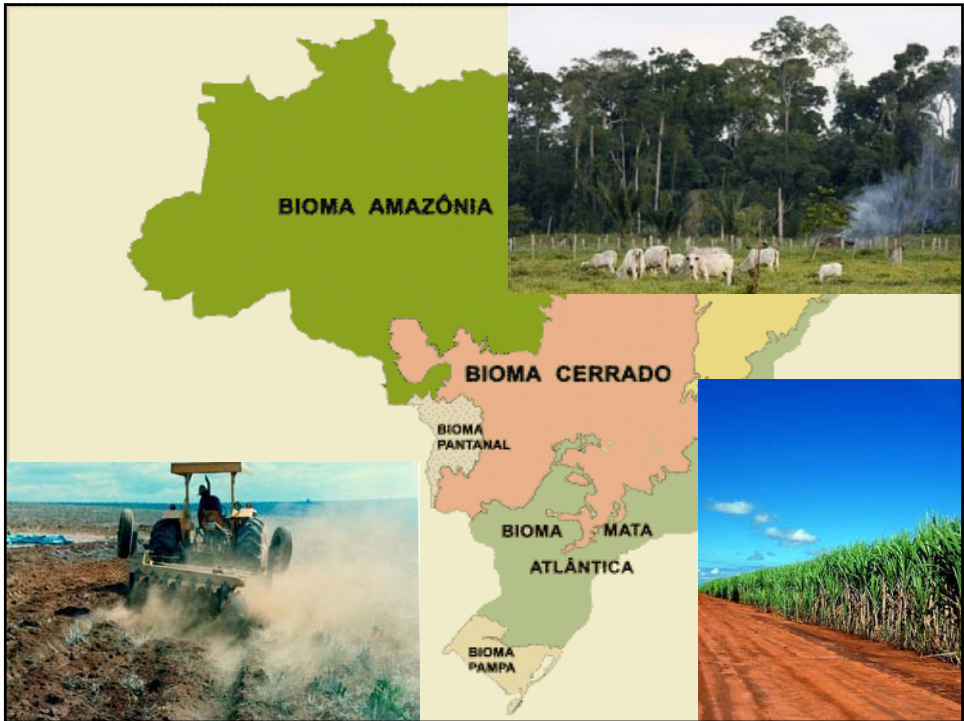 BIOMA AMAZÔNIA
BIOMA CERRADO
BIOMA
PANTANAL
BIOMA MATA
ATLÂNTICA
BIOMA
PAMPA